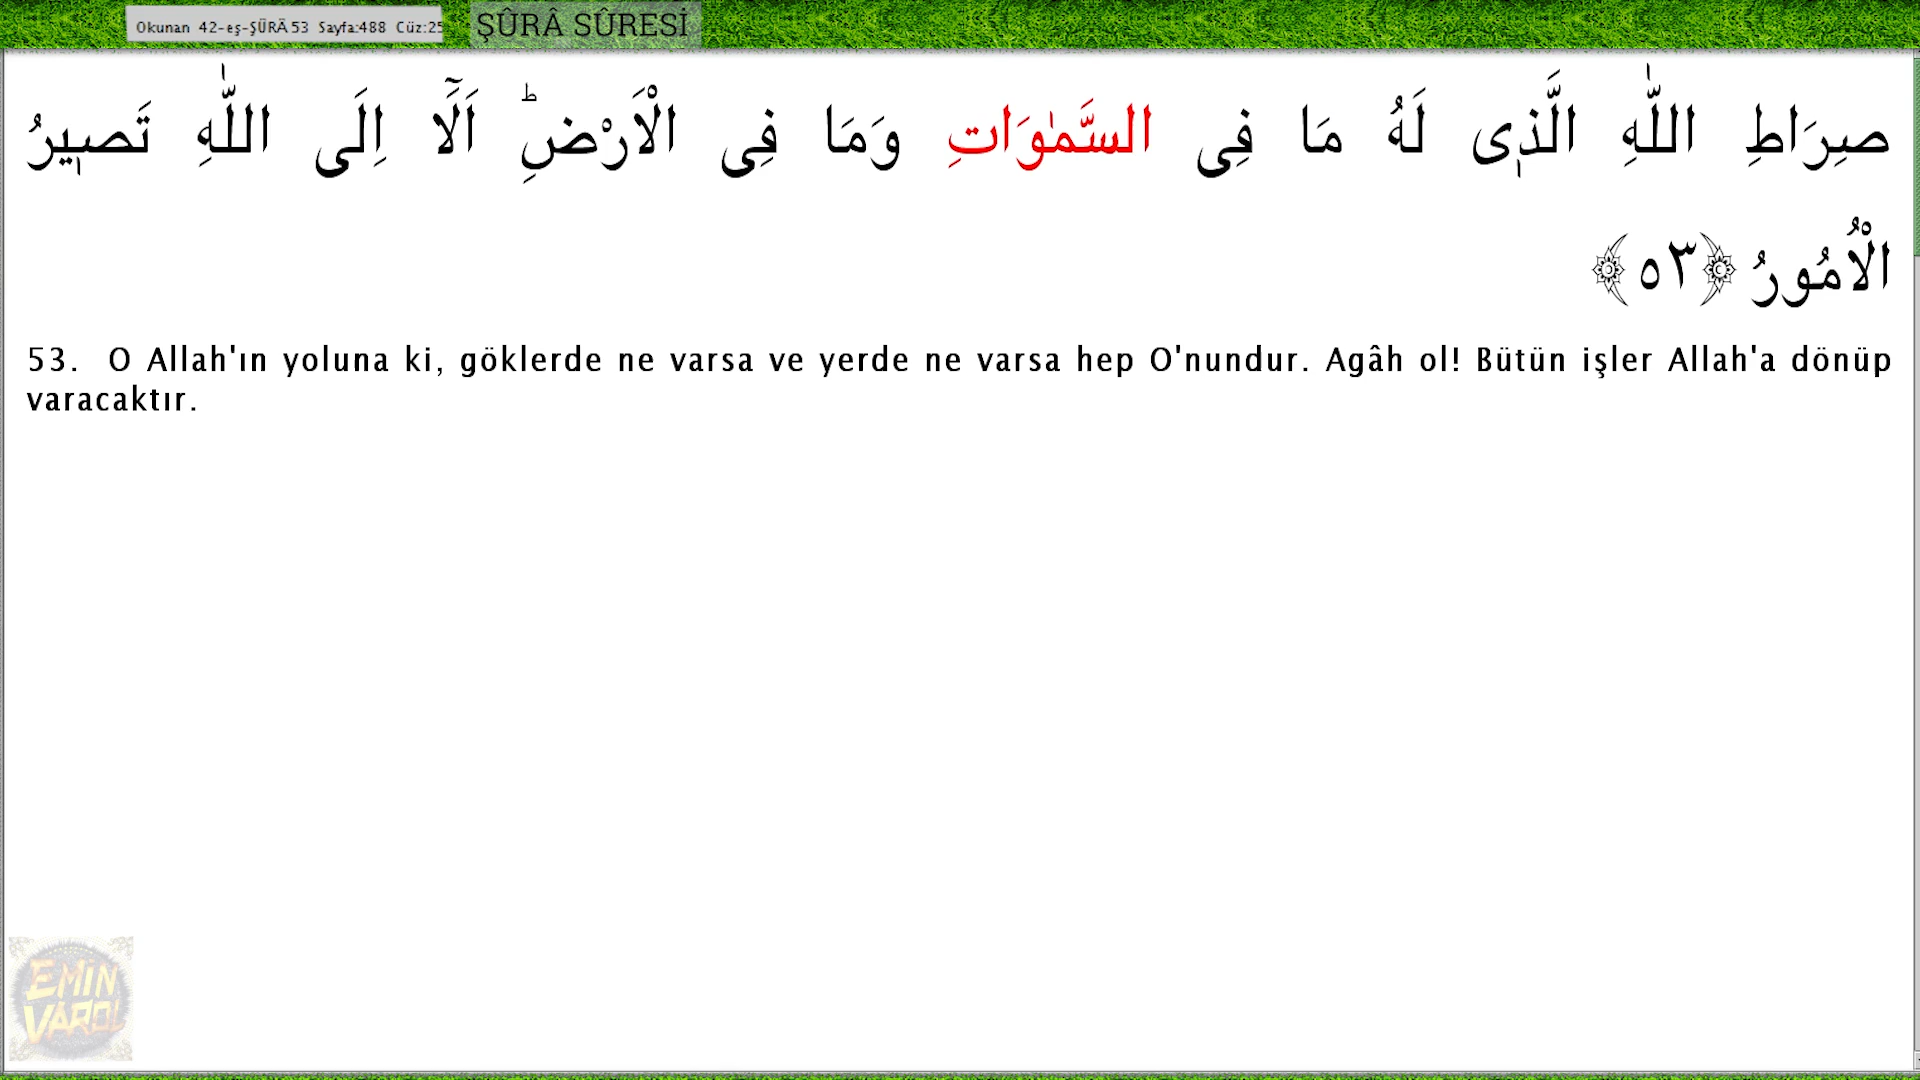 Okunan 42-eş-ŞÛRÂ 53 Sayfa:488 Cüz:25
ŞÛRÂ SÛRESİ
صِرَاطِ اللّٰهِ الَّذٖى لَهُ مَا فِى السَّمٰوَاتِ وَمَا فِى الْاَرْضِؕ اَلَٓا اِلَى اللّٰهِ تَصٖيرُ
الْاُمُورُ ﴿٥٣﴾
53. O Allah'ın yoluna ki, göklerde ne varsa ve yerde ne varsa hep O'nundur. Agâh ol! Bütün işler Allah'a dönüp
varacaktır.
EMİN
VAROL